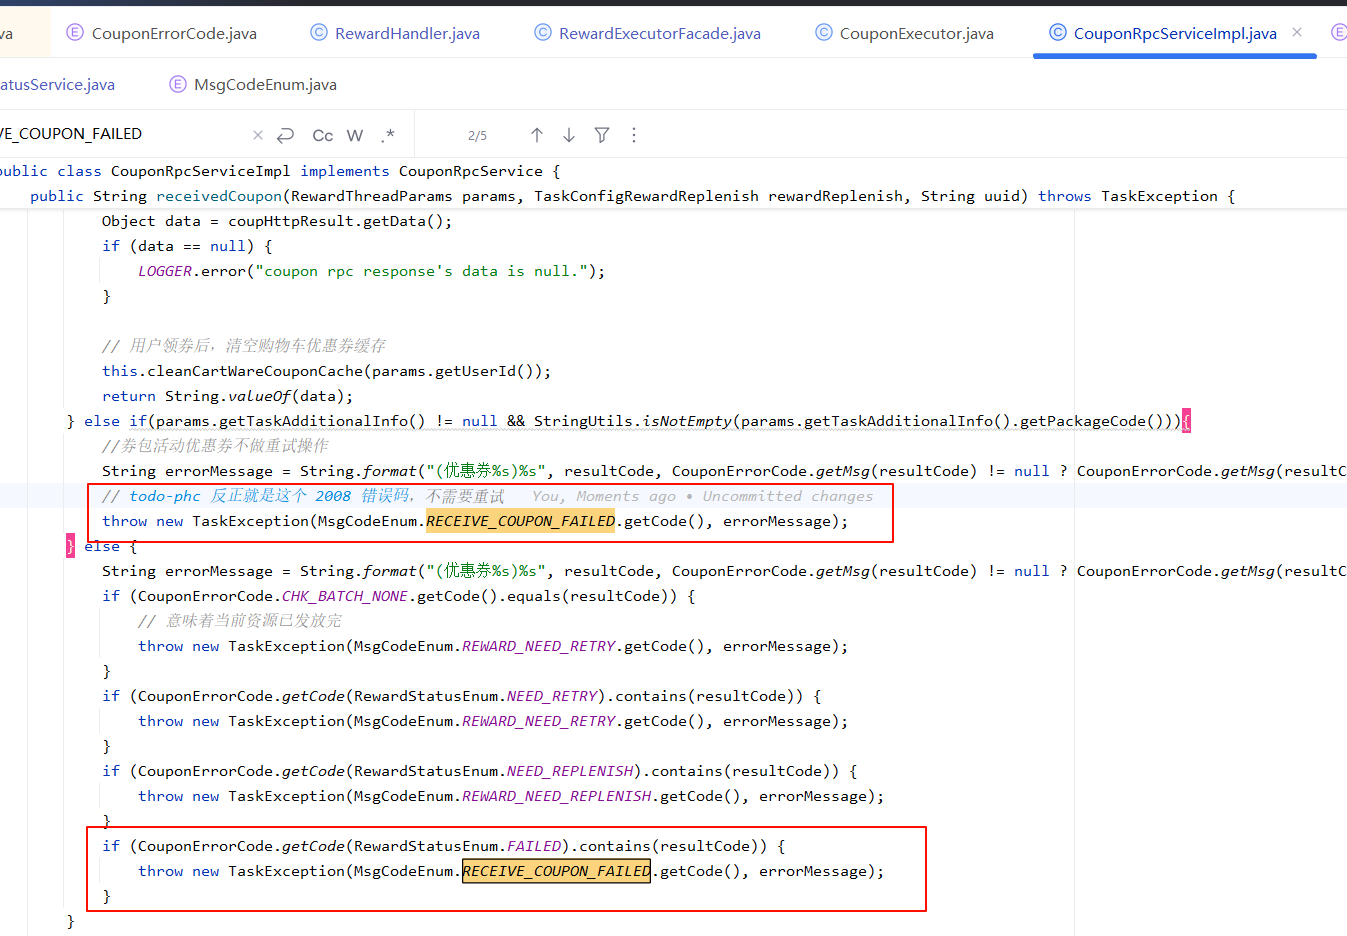 va CouponErrorCode.java RewardHandler.java RewardExecutorFacade.java CouponExecutor.java CouponRpcServiceImpl.java
atusService.java MsgCodeEnum.java
VE_COUPON_FAILED Cc W .* 2/5
public class CouponRpcServiceImpl implements CouponRpcService {
public String receivedCoupon(RewardThreadParams params, TaskConfigRewardReplenish rewardReplenish, String uuid) throws TaskException {
Object data = coupHttpResult.getData();
if (data == null) {
LOGGER.error("coupon rpc response's data is null.");
}
// 用户领券后，清空购物车优惠券缓存
this.cleanCartWareCouponCache(params.getUserId());
return String.valueOf(data);
} else if(params.getTaskAdditionalInfo() != null && StringUtils.isNotEmpty(params.getTaskAdditionalInfo().getPackageCode())){
//券包活动优惠券不做重试操作
String errorMessage = String.format("(优惠券%s)%s", resultCode, CouponErrorCode.getMsg(resultCode) != null ? CouponErrorCode.getMsg(resultC
// todo-phc 反正就是这个 2008 错误码，不需要重试 You, Moments ago • Uncommitted changes
throw new TaskException(MsgCodeEnum.RECEIVE_COUPON_FAILED.getCode(), errorMessage);
} else {
String errorMessage = String.format("(优惠券%s)%s", resultCode, CouponErrorCode.getMsg(resultCode) != null ? CouponErrorCode.getMsg(resultC
if (CouponErrorCode.CHK_BATCH_NONE.getCode().equals(resultCode)) {
// 意味着当前资源已发放完
throw new TaskException(MsgCodeEnum.REWARD_NEED_RETRY.getCode(), errorMessage);
}
if (CouponErrorCode.getCode(RewardStatusEnum.NEED_RETRY).contains(resultCode)) {
throw new TaskException(MsgCodeEnum.REWARD_NEED_RETRY.getCode(), errorMessage);
}
if (CouponErrorCode.getCode(RewardStatusEnum.NEED_REPLENISH).contains(resultCode)) {
throw new TaskException(MsgCodeEnum.REWARD_NEED_REPLENISH.getCode(), errorMessage);
}
if (CouponErrorCode.getCode(RewardStatusEnum.FAILED).contains(resultCode)) {
throw new TaskException(MsgCodeEnum.RECEIVE_COUPON_FAILED.getCode(), errorMessage);
}
}